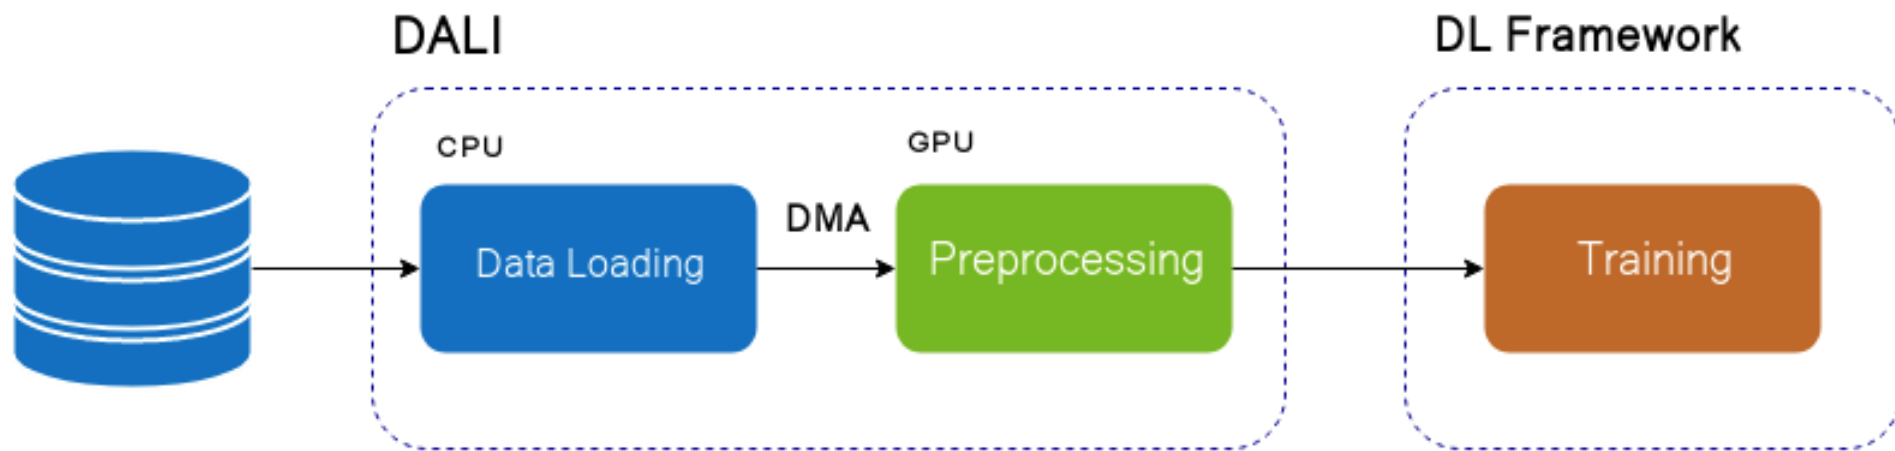 DALI
DL Framework
CPU
GPU
Data Loading
DMA
Preprocessing
Training